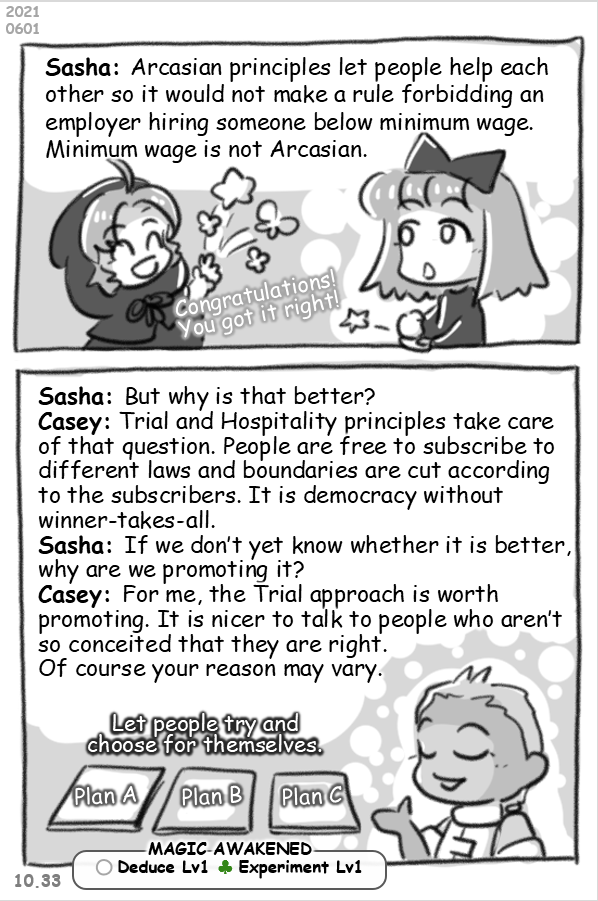 2021
0601
Sasha: Arcasian principles let people help each
other so it would not make a rule forbidding an
employer hiring someone below minimum wage.
Minimum wage is not Arcasian.
Congratulations!
You got it right!
Sasha: But why is that better?
Casey: Trial and Hospitality principles take care
of that question. People are free to subscribe to
different laws and boundaries are cut according
to the subscribers. It is democracy without
winner-takes-all.
Sasha: If we don't yet know whether it is better,
why are we promoting it?
Casey: For me, the Trial approach is worth
promoting. It is nicer to talk to people who aren't
so conceited that they are right.
Of course your reason may vary.
Let people try and
choose for themselves.
Plan A Plan B Plan C
MAGIC AWAKENED
Deduce Lv1 ♣ Experiment Lv1
10.33